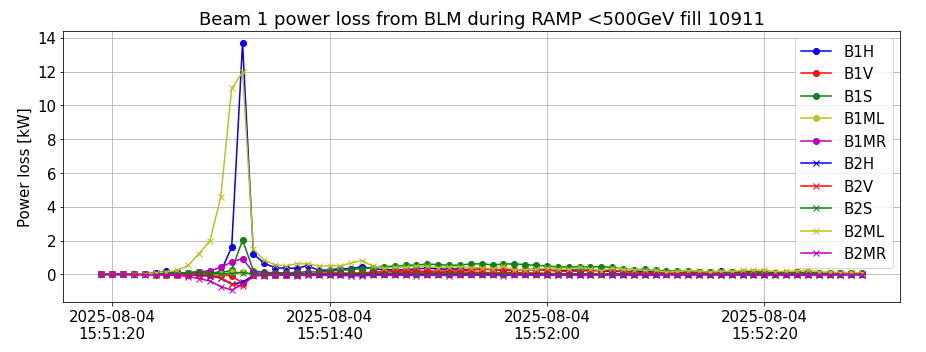 Beam 1 power loss from BLM during RAMP <500GeV fill 10911
Power loss [kW]
14
12
10
8
6
4
2
0
2025-08-04
15:51:20
2025-08-04
15:51:40
2025-08-04
15:52:00
2025-08-04
15:52:20
B1H
B1V
B1S
B1ML
B1MR
B2H
B2V
B2S
B2ML
B2MR